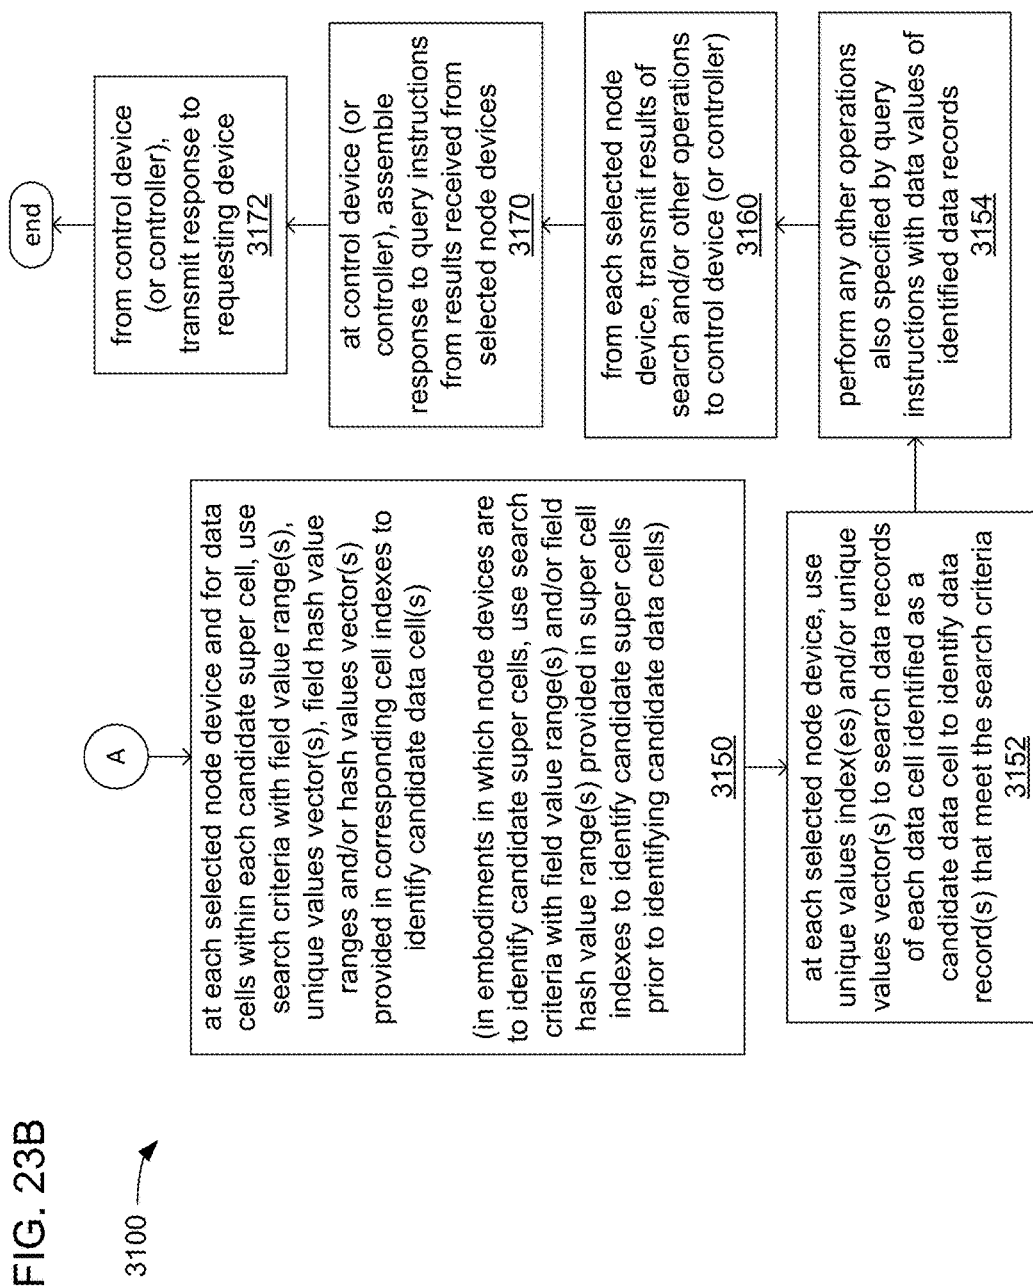 FIG. 23B
3100
A
at each selected node device and for data
cells within each candidate super cell, use
search criteria with field value range(s),
unique values vector(s), field hash value
ranges and/or hash values vector(s)
provided in corresponding cell indexes to
identify candidate data cell(s)
(in embodiments in which node devices are
to identify candidate super cells, use search
criteria with field value range(s) and/or field
hash value range(s) provided in super cell
indexes to identify candidate super cells
prior to identifying candidate data cells)
3150
at each selected node device, use
unique values index(es) and/or unique
values vector(s) to search data records
of each data cell identified as a
candidate data cell to identify data
record(s) that meet the search criteria
3152
perform any other operations
also specified by query
instructions with data values of
identified data records
3154
from each selected node
device, transmit results of
search and/or other operations
to control device (or controller)
3160
at control device (or
controller), assemble
response to query instructions
from results received from
selected node devices
3170
from control device
(or controller),
transmit response to
requesting device
3172
end